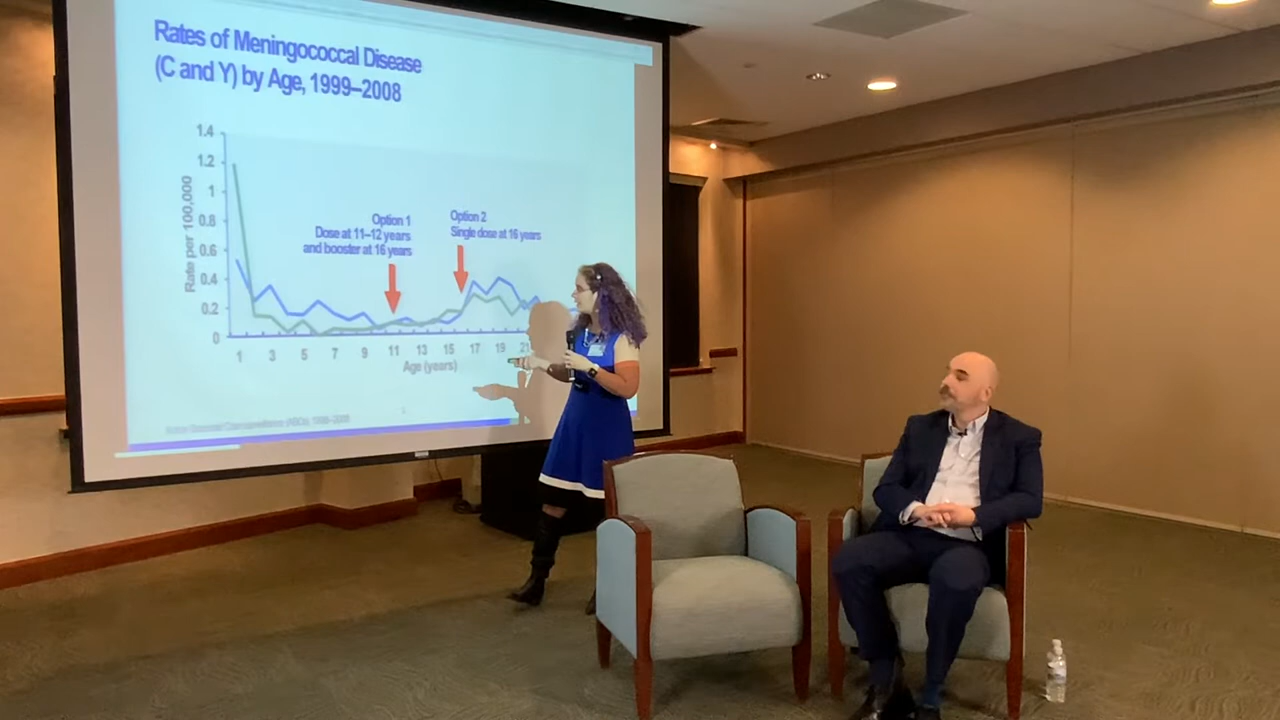 Rates of Meningococcal Disease
(C and Y) by Age, 1999–2008
1.4
1.2
1
0.8
0.6
0.4
0.2
0
Rate per 100,000
Option 1
Dose at 11–12 years
and booster at 16 years
Option 2
Single dose at 16 years
1 3 5 7 9 11 13 15 17 19 21
Age (years)